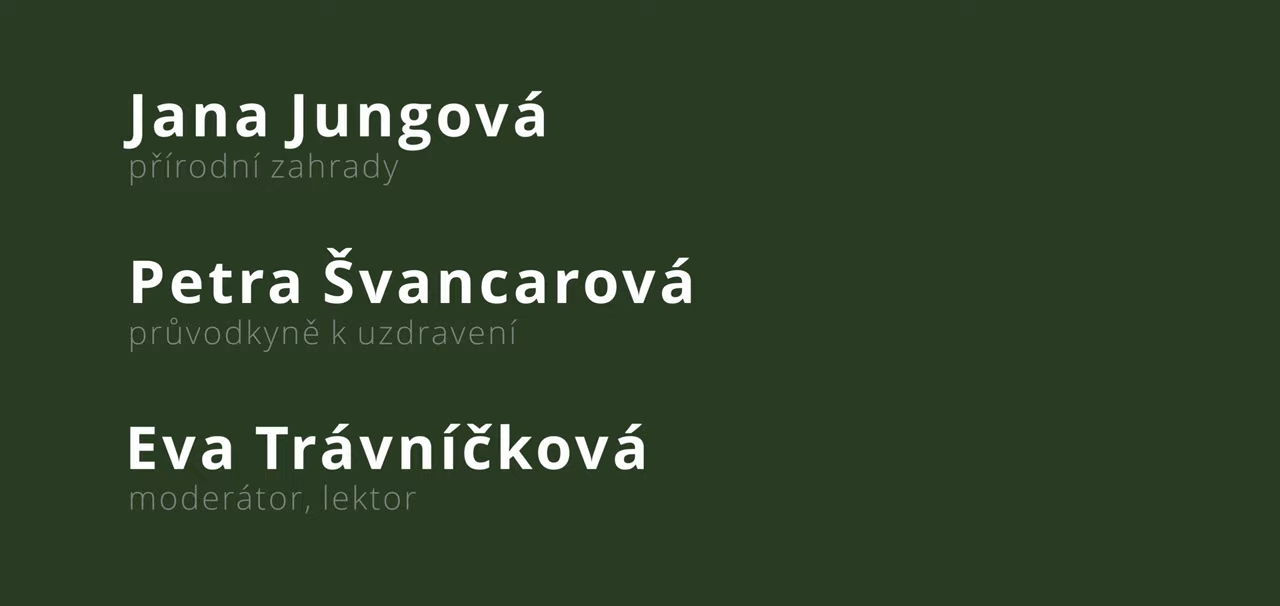 Jana Jungová
přírodní zahrady
Petra Švancarová
průvodkyně k uzdravení
Eva Trávníčková
moderátor, lektor